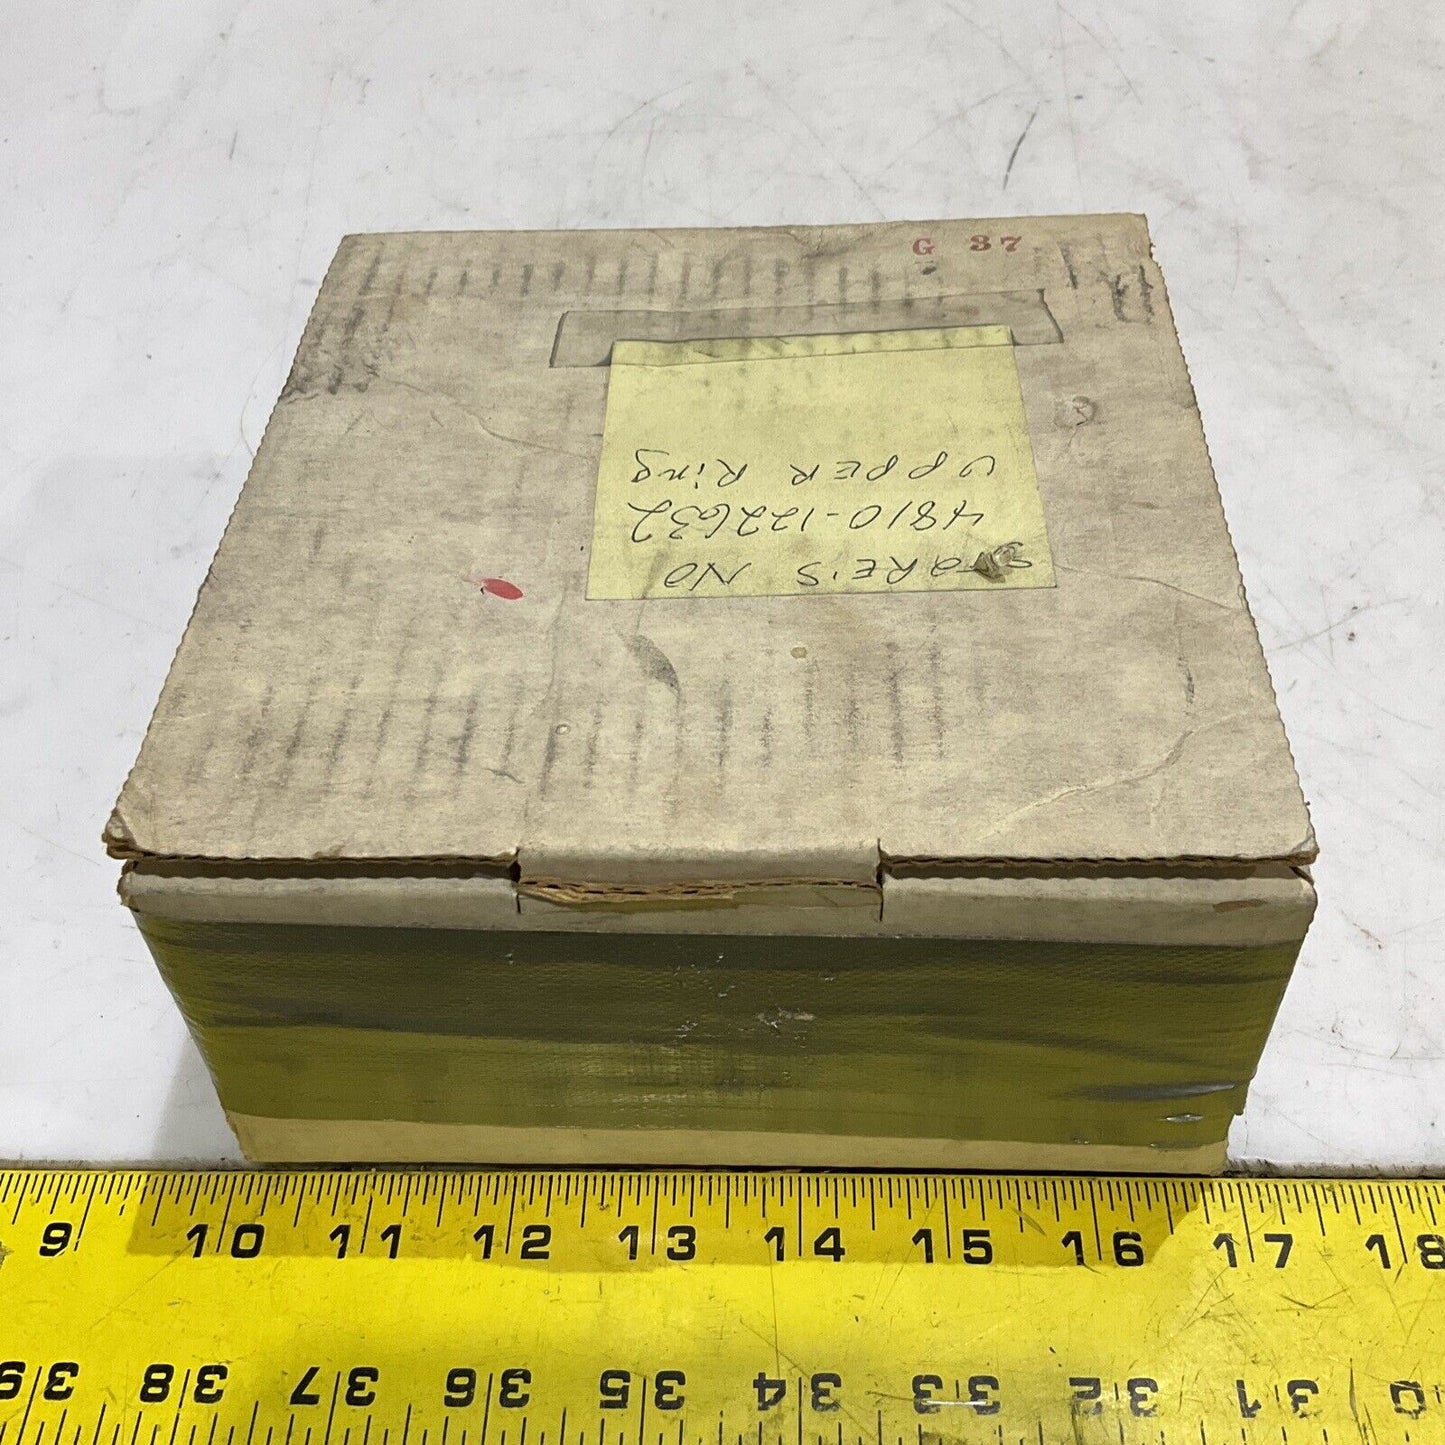 G 37
SPARE'S NO
4810-122632
UPPER Ring
9 10 11 12 13 14 15 16 17 18
39 38 37 36 35 34 33 32 31 30